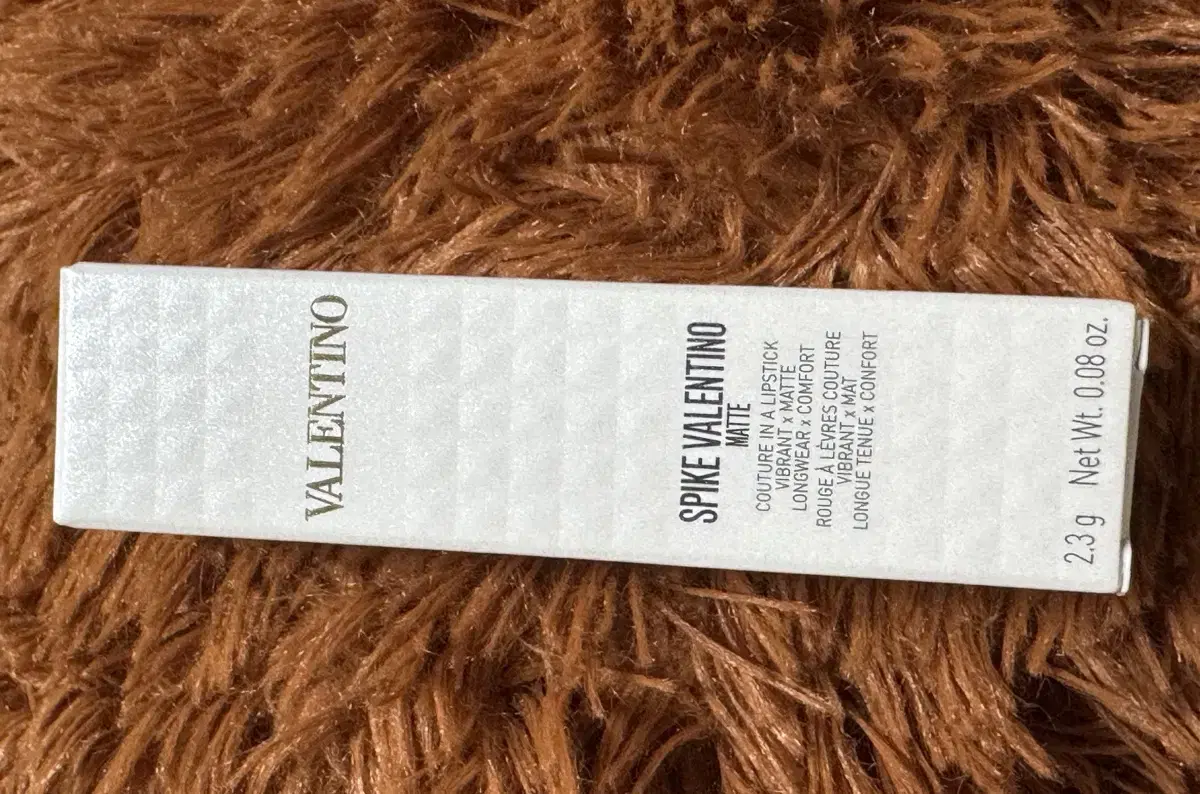 VALENTINO
SPIKE VALENTINO
MATTE
COUTURE IN A LIPSTICK
VIBRANT x MATTE
LONGWEAR x COMFORT
ROUGE À LÈVRES COUTURE
VIBRANT x MAT
LONGUE TENUE x CONFORT
2.3 g Net Wt. 0.08 oz.